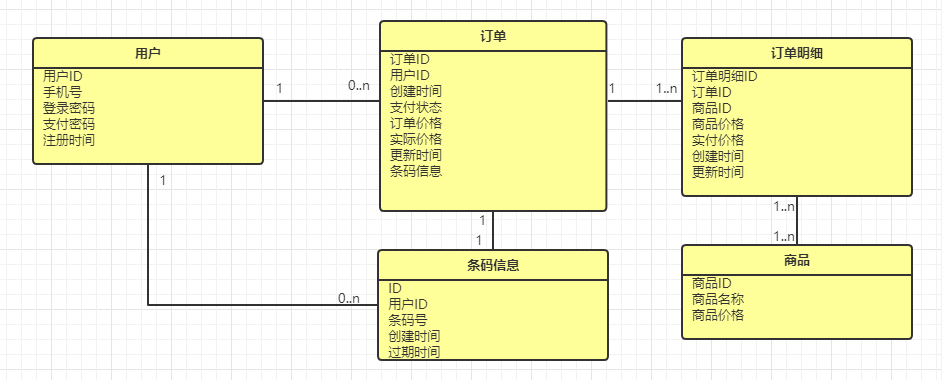 用户
用户ID
手机号
登录密码
支付密码
注册时间
1
0..n
订单
订单ID
用户ID
创建时间
支付状态
订单价格
实际价格
更新时间
条码信息
1
1..n
订单明细
订单明细ID
订单ID
商品ID
商品价格
实付价格
创建时间
更新时间
1
0..n
1
1
条码信息
ID
用户ID
条码号
创建时间
过期时间
1..n
1..n
商品
商品ID
商品名称
商品价格